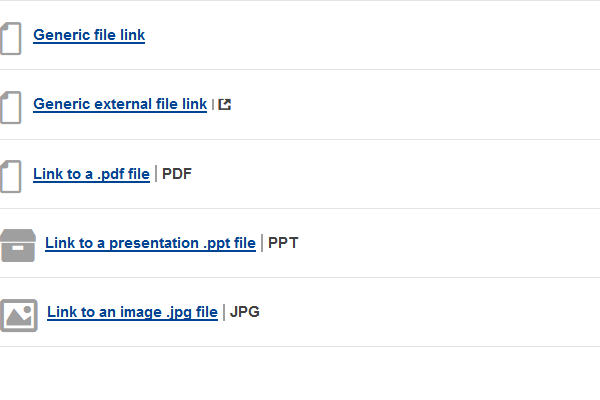 Generic file link
Generic external file link |
Link to a .pdf file | PDF
Link to a presentation .ppt file | PPT
Link to an image .jpg file | JPG